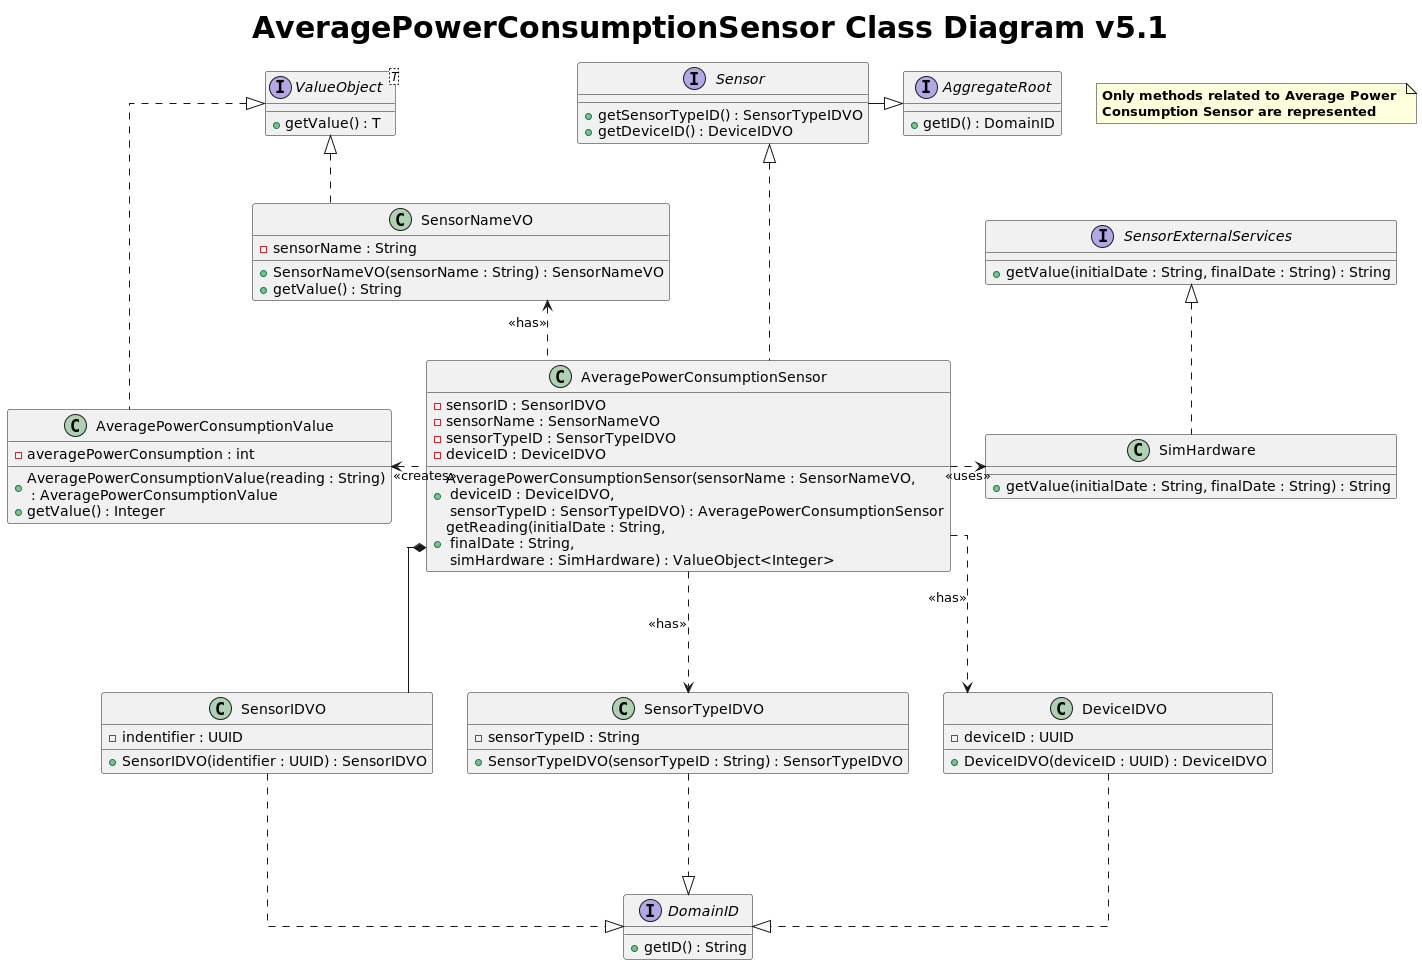 AveragePowerConsumptionSensor Class Diagram v5.1
I ValueObject T
getValue() : T
I Sensor
getSensorTypeID() : SensorTypeIDVO
getDeviceID() : DeviceIDVO
I AggregateRoot
getID() : DomainID
Only methods related to Average Power
Consumption Sensor are represented
C SensorNameVO
sensorName : String
SensorNameVO(sensorName : String) : SensorNameVO
getValue() : String
I SensorExternalServices
getValue(initialDate : String, finalDate : String) : String
«has»
C AveragePowerConsumptionSensor
sensorID : SensorIDVO
sensorName : SensorNameVO
sensorTypeID : SensorTypeIDVO
deviceID : DeviceIDVO
AveragePowerConsumptionSensor(sensorName : SensorNameVO,
deviceID : DeviceIDVO,
sensorTypeID : SensorTypeIDVO) : AveragePowerConsumptionSensor
getReading(initialDate : String,
finalDate : String,
simHardware : SimHardware) : ValueObject<Integer>
C AveragePowerConsumptionValue
averagePowerConsumption : int
AveragePowerConsumptionValue(reading : String)
: AveragePowerConsumptionValue
getValue() : Integer
«creates»
«uses»
C SimHardware
getValue(initialDate : String, finalDate : String) : String
«has»
«has»
C SensorIDVO
indentifier : UUID
SensorIDVO(identifier : UUID) : SensorIDVO
C SensorTypeIDVO
sensorTypeID : String
SensorTypeIDVO(sensorTypeID : String) : SensorTypeIDVO
C DeviceIDVO
deviceID : UUID
DeviceIDVO(deviceID : UUID) : DeviceIDVO
I DomainID
getID() : String